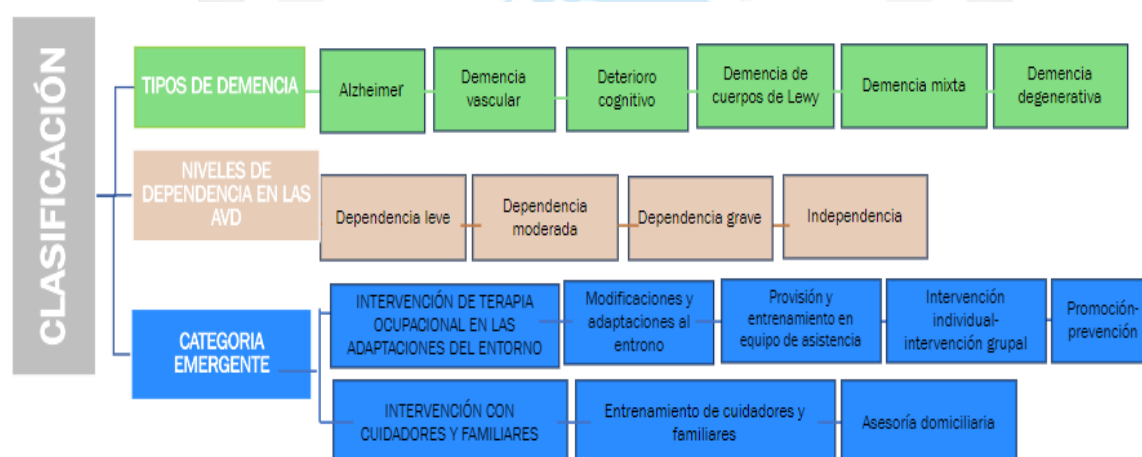 CLASIFICACIÓN
TIPOS DE DEMENCIA
Alzheimer
Demencia
vascular
Deterioro
cognitivo
Demencia de
cuerpos de Lewy
Demencia mixta
Demencia
degenerativa
NIVELES DE
DEPENDENCIA EN LAS
AVD
Dependencia leve
Dependencia
moderada
Dependencia grave
Independencia
CATEGORIA
EMERGENTE
INTERVENCIÓN DE TERAPIA
OCUPACIONAL EN LAS
ADAPTACIONES DEL ENTORNO
Modificaciones y
adaptaciones al
entrono
Provisión y
entrenamiento en
equipo de asistencia
Intervención
individual-
intervención grupal
Promoción-
prevención
INTERVENCIÓN CON
CUIDADORES Y FAMILIARES
Entrenamiento de cuidadores y
familiares
Asesoría domiciliaria